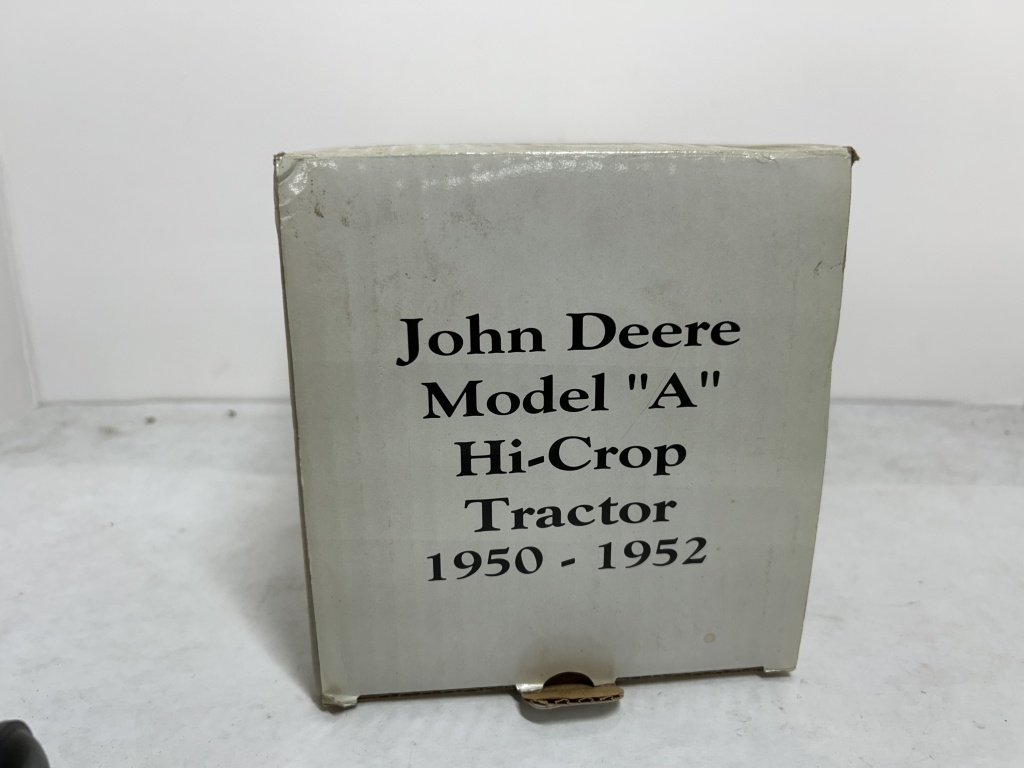 John Deere
Model "A"
Hi-Crop
Tractor
1950 - 1952